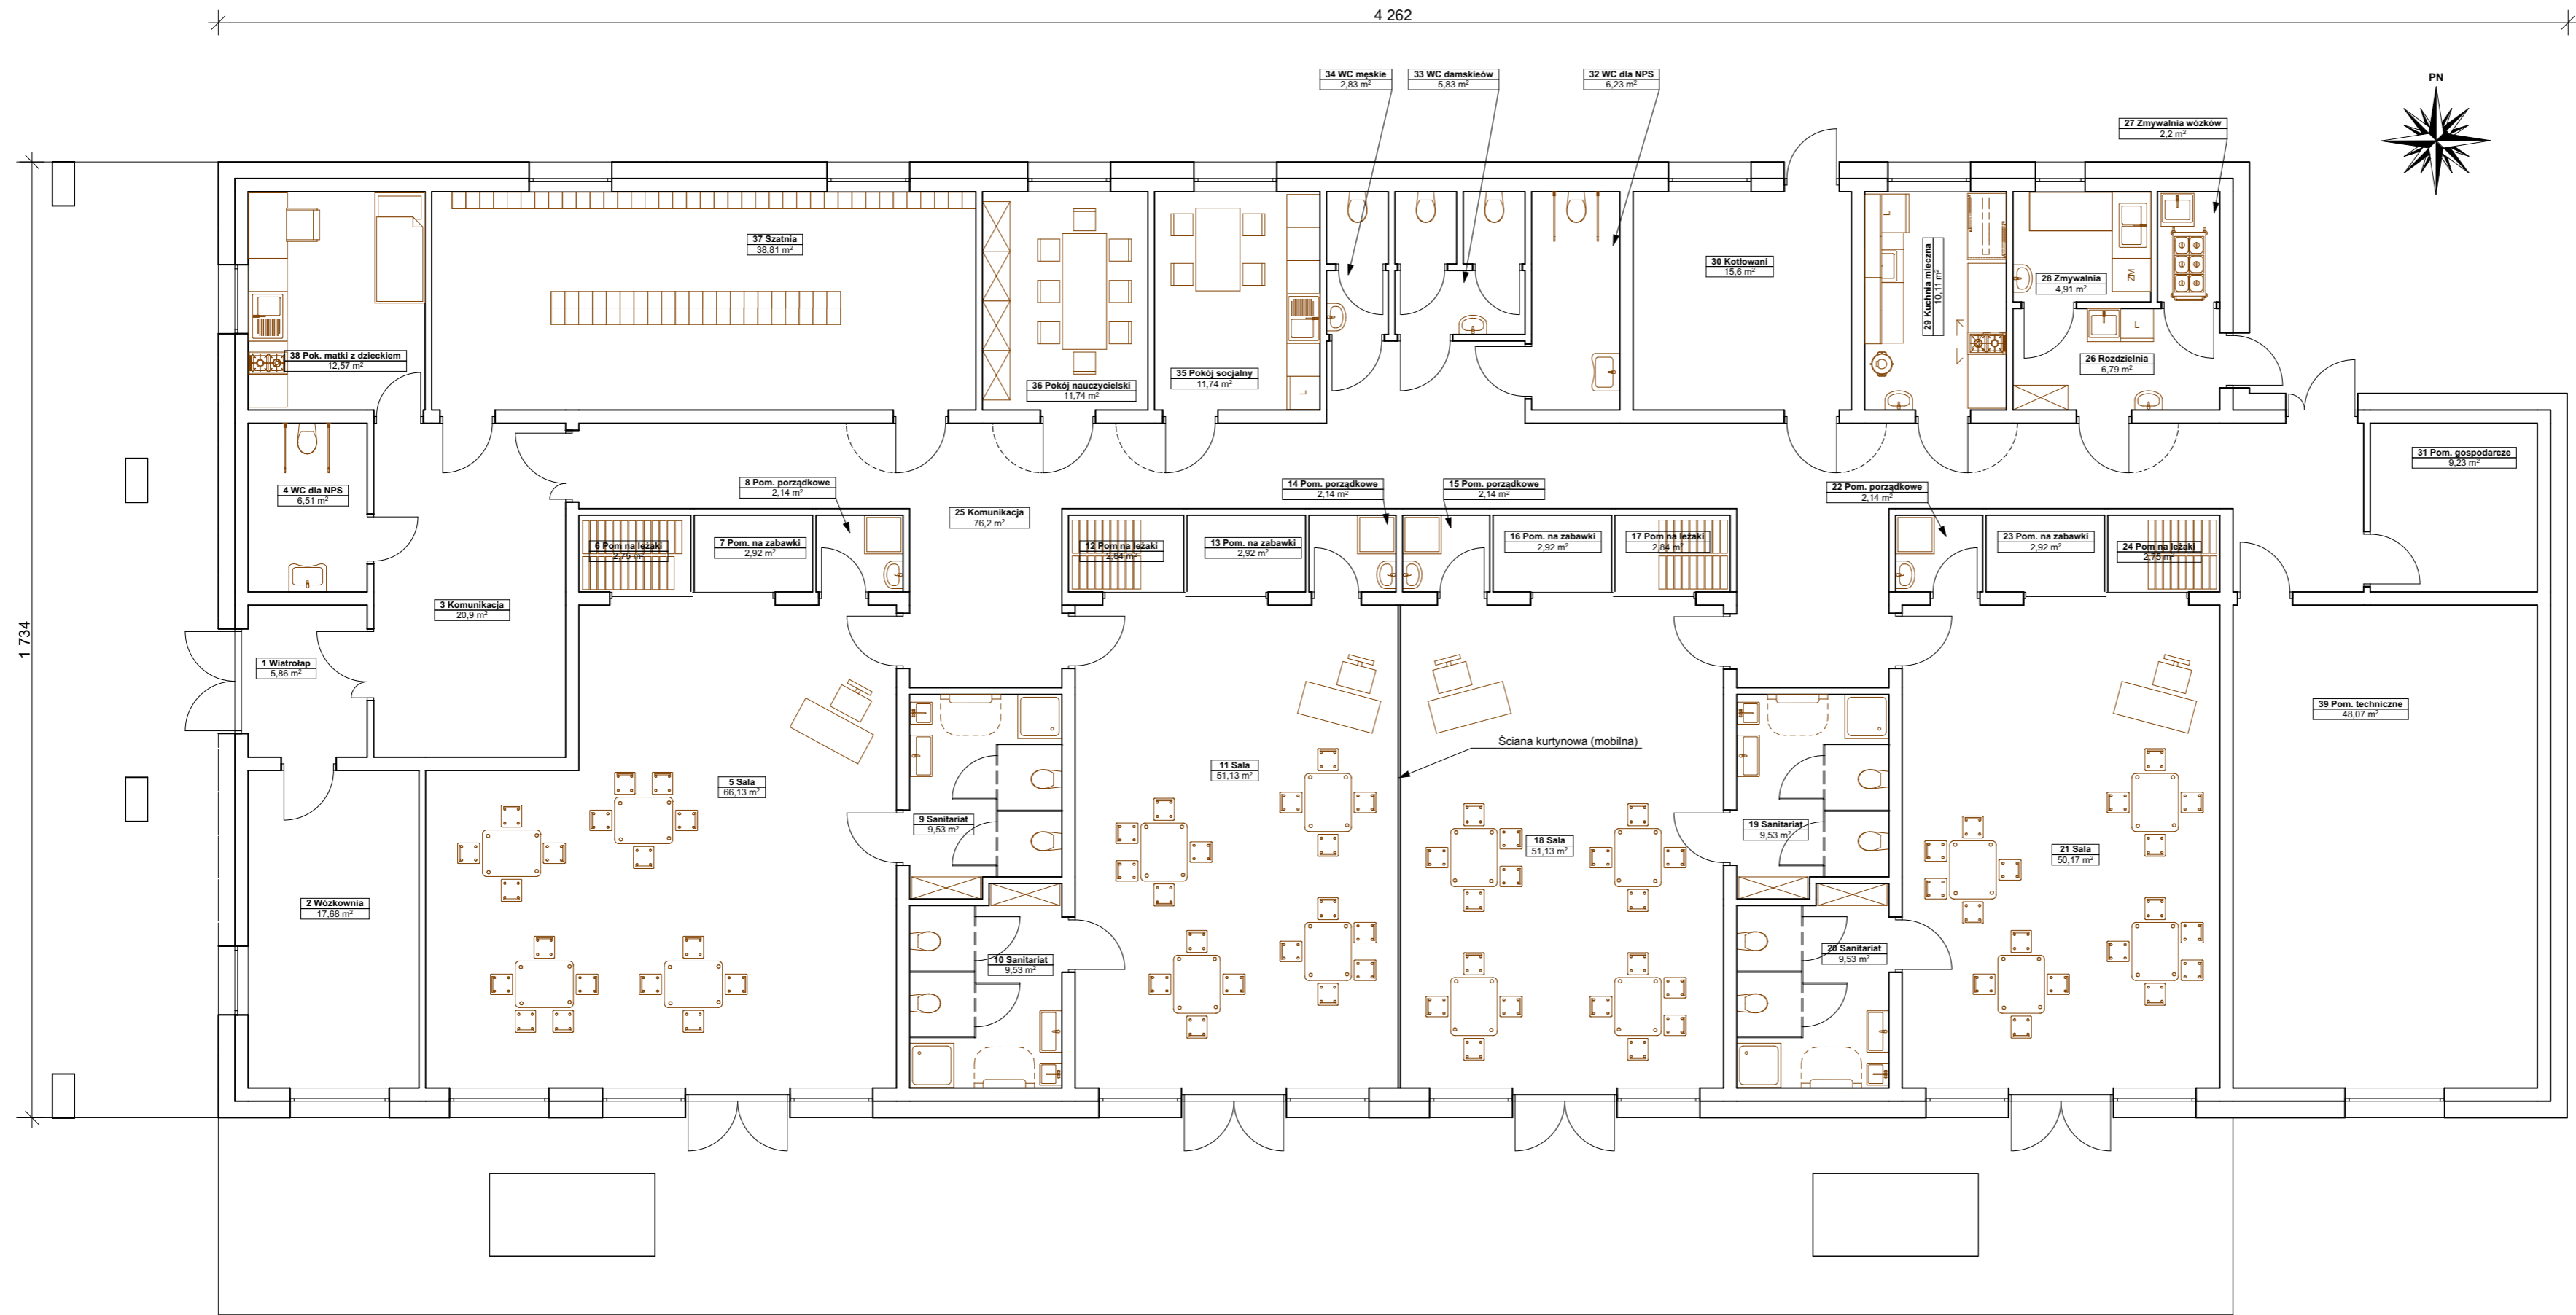 4 262
34 WC męskie
2,83 m²
33 WC damskieów
5,83 m²
32 WC dla NPS
6,23 m²
PN
27 Zmywalnia wózków
2,2 m²
37 Szatnia
38,81 m²
30 Kotłowani
15,6 m²
29 Kuchnia mleczna
10,11 m²
L
28 Zmywalnia
4,91 m²
ZM
L
38 Pok. matki z dzieckiem
12,57 m²
36 Pokój nauczycielski
11,74 m²
35 Pokój socjalny
11,74 m²
L
26 Rozdzielnia
6,79 m²
31 Pom. gospodarcze
9,23 m²
4 WC dla NPS
6,51 m²
8 Pom. porządkowe
2,14 m²
14 Pom. porządkowe
2,14 m²
15 Pom. porządkowe
2,14 m²
22 Pom. porządkowe
2,14 m²
25 Komunikacja
76,2 m²
6 Pom na leżaki
2,75 m²
7 Pom. na zabawki
2,92 m²
12 Pom na leżaki
2,84 m²
13 Pom. na zabawki
2,92 m²
16 Pom. na zabawki
2,92 m²
17 Pom na leżaki
2,84 m²
23 Pom. na zabawki
2,92 m²
24 Pom na leżaki
2,75 m²
3 Komunikacja
20,9 m²
1 734
1 Wiatrołap
5,86 m²
39 Pom. techniczne
48,07 m²
Ściana kurtynowa (mobilna)
5 Sala
66,13 m²
11 Sala
51,13 m²
9 Sanitariat
9,53 m²
18 Sala
51,13 m²
19 Sanitariat
9,53 m²
21 Sala
50,17 m²
2 Wózkownia
17,68 m²
10 Sanitariat
9,53 m²
20 Sanitariat
9,53 m²